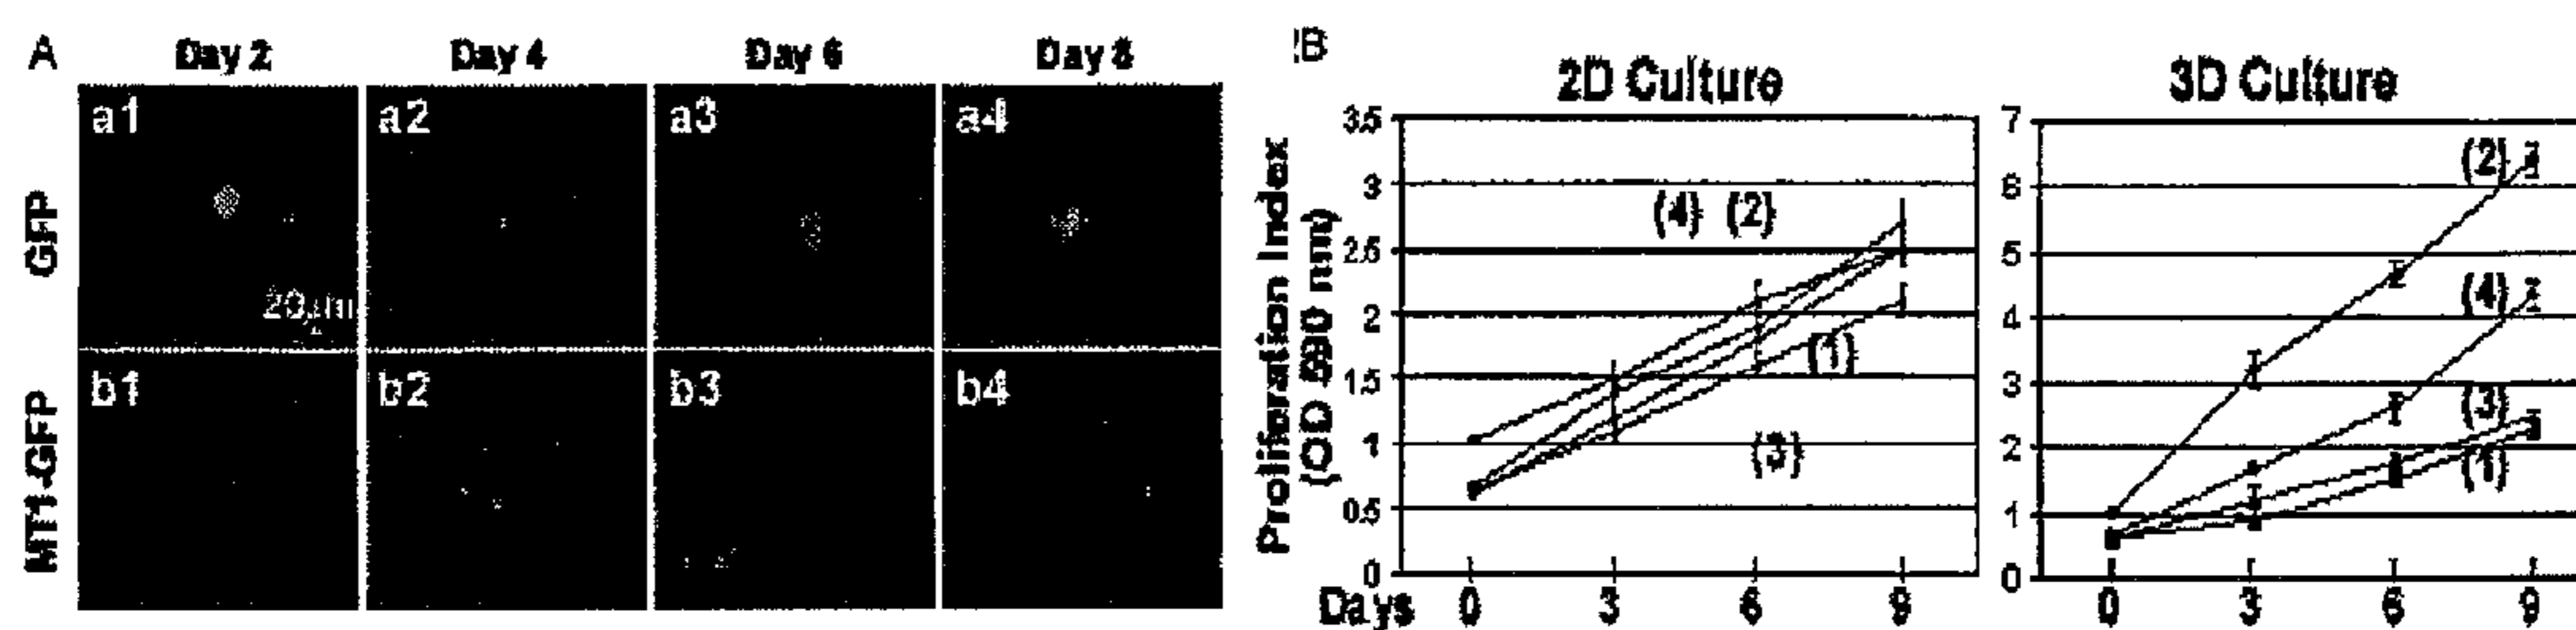 A
Day 2 Day 4 Day 6 Day 8
GFP
a1 a2 a3 a4
20μm
MT1-GFP
b1 b2 b3 b4
B
2D Culture
Proliferation Index
(OD 590 nm)
3.5
3
2.5
2
1.5
1
0.5
0
(4) (2)
(1)
(3)
Days 0 3 6 9
3D Culture
7
6
5
4
3
2
1
0
(2)
(4)
(3)
(1)
0 3 6 9